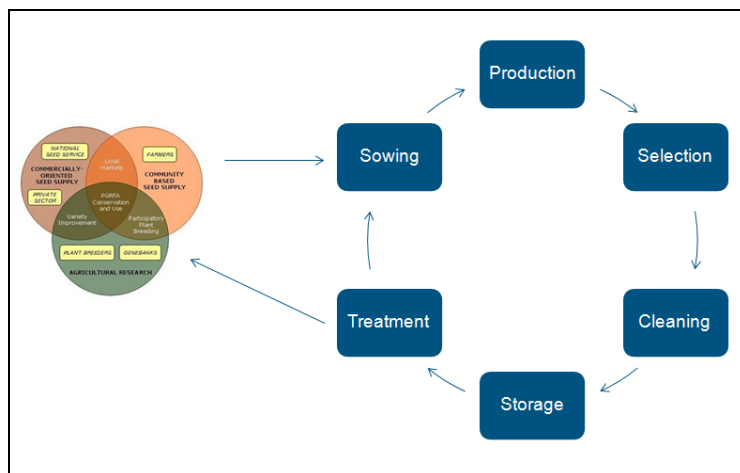 NATIONAL
SEED SERVICE
COMMERCIALLY-
ORIENTED
SEED SUPPLY
PRIVATE
SECTOR
Local
markets
FARMERS
COMMUNITY
BASED
SEED SUPPLY
PGRFA
Conservation
and Use
Variety
Improvement
Participatory
Plant
Breeding
PLANT BREEDERS
GENEBANKS
AGRICULTURAL RESEARCH
Production
Sowing
Selection
Treatment
Cleaning
Storage